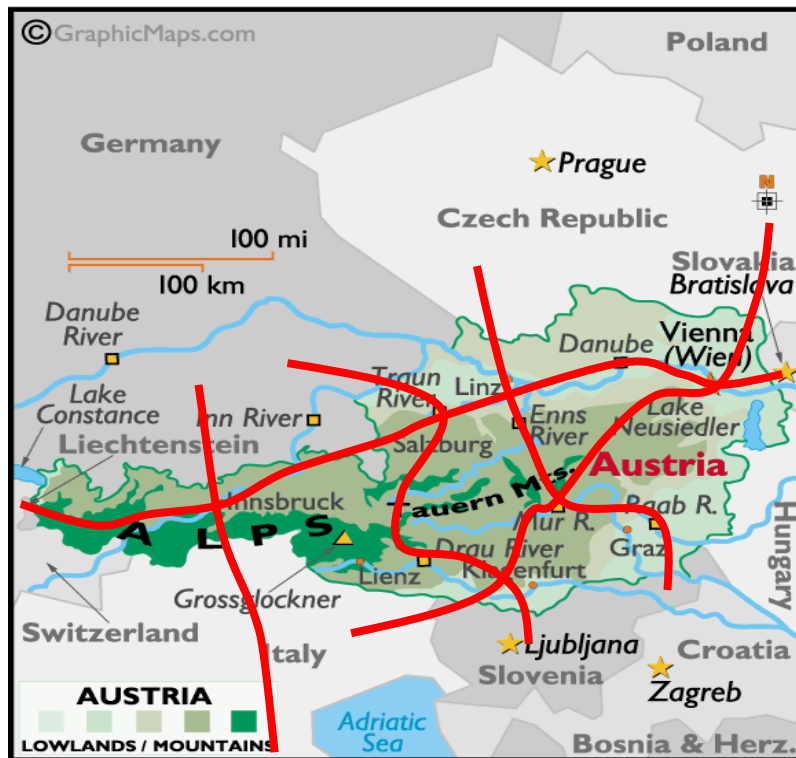 ©GraphicMaps.com
Poland
Germany
Prague
Czech Republic
N
100 mi
100 km
Slovakia
Bratislava
Danube
River
Danube
Vienna
(Wien)
Traun
River
Linz
Lake
Constance
Inn River
Enns
River
Lake
Neusiedler
Liechtenstein
Salzburg
Austria
Innsbruck
Tauern Mts.
ALPS
Mur R.
Raab R.
Graz
Hungary
Drau River
Lienz
Klagenfurt
Grossglockner
Switzerland
Italy
Ljubljana
Slovenia
Croatia
Zagreb
AUSTRIA
LOWLANDS / MOUNTAINS
Adriatic
Sea
Bosnia & Herz.